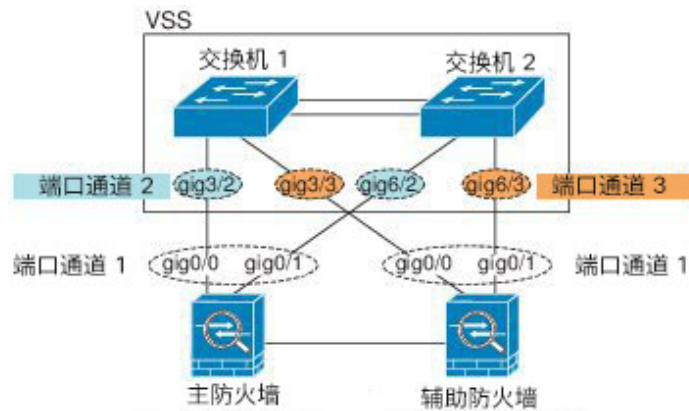 VSS
交换机 1
交换机 2
端口通道 2
gig3/2
gig3/3
gig6/2
gig6/3
端口通道 3
端口通道 1
gig0/0
gig0/1
gig0/0
gig0/1
端口通道 1
主防火墙
辅助防火墙